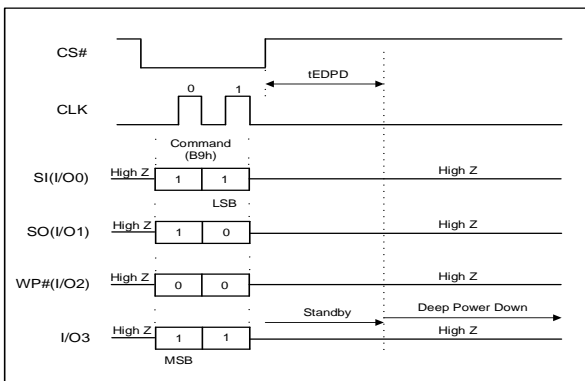 CS#
tEDPD
0 1
CLK
Command
(B9h)
High Z High Z
SI(I/O0) 1 1
LSB
High Z High Z
SO(I/O1) 1 0
High Z High Z
WP#(I/O2) 0 0
Standby Deep Power Down
High Z High Z
I/O3 1 1
MSB